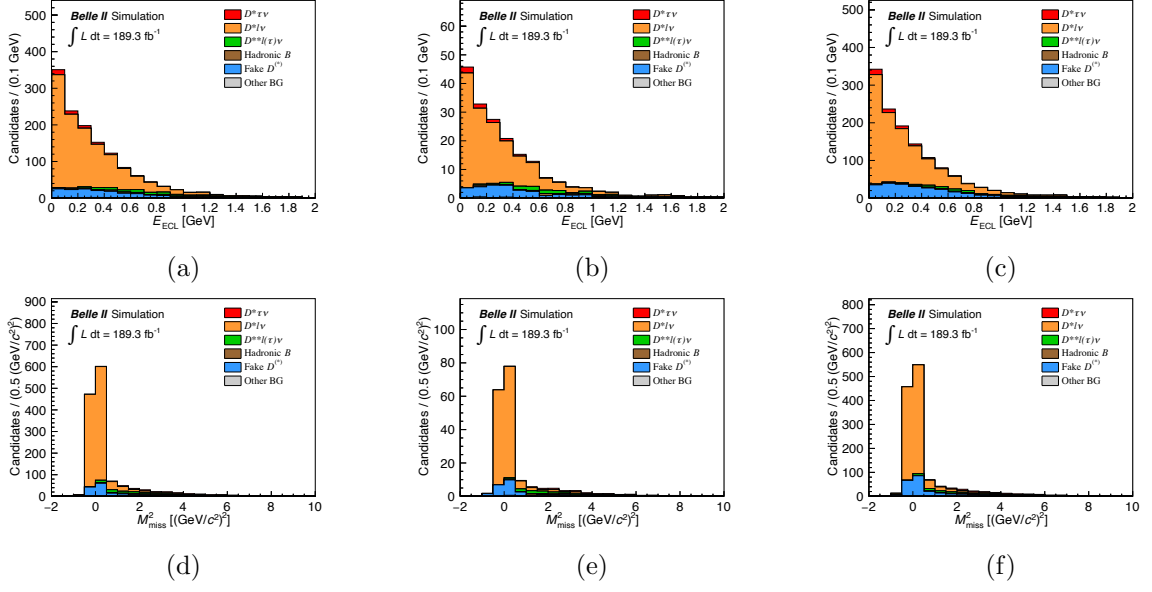 Candidates / (0.1 GeV)
500
400
300
200
100
0
Belle II Simulation
∫ L dt = 189.3 fb⁻¹
D*τν
D*lν
D**l(τ)ν
Hadronic B
Fake D⁽*⁾
Other BG
0 0.2 0.4 0.6 0.8 1 1.2 1.4 1.6 1.8 2
E_ECL [GeV]
(a)
Candidates / (0.1 GeV)
60
50
40
30
20
10
0
Belle II Simulation
∫ L dt = 189.3 fb⁻¹
D*τν
D*lν
D**l(τ)ν
Hadronic B
Fake D⁽*⁾
Other BG
0 0.2 0.4 0.6 0.8 1 1.2 1.4 1.6 1.8 2
E_ECL [GeV]
(b)
Candidates / (0.1 GeV)
500
400
300
200
100
0
Belle II Simulation
∫ L dt = 189.3 fb⁻¹
D*τν
D*lν
D**l(τ)ν
Hadronic B
Fake D⁽*⁾
Other BG
0 0.2 0.4 0.6 0.8 1 1.2 1.4 1.6 1.8 2
E_ECL [GeV]
(c)
Candidates / (0.5 (GeV/c²)²)
900
800
700
600
500
400
300
200
100
0
Belle II Simulation
∫ L dt = 189.3 fb⁻¹
D*τν
D*lν
D**l(τ)ν
Hadronic B
Fake D⁽*⁾
Other BG
−2 0 2 4 6 8 10
M²_miss [(GeV/c²)²]
(d)
Candidates / (0.5 (GeV/c²)²)
100
80
60
40
20
0
Belle II Simulation
∫ L dt = 189.3 fb⁻¹
D*τν
D*lν
D**l(τ)ν
Hadronic B
Fake D⁽*⁾
Other BG
−2 0 2 4 6 8 10
M²_miss [(GeV/c²)²]
(e)
Candidates / (0.5 (GeV/c²)²)
800
700
600
500
400
300
200
100
0
Belle II Simulation
∫ L dt = 189.3 fb⁻¹
D*τν
D*lν
D**l(τ)ν
Hadronic B
Fake D⁽*⁾
Other BG
−2 0 2 4 6 8 10
M²_miss [(GeV/c²)²]
(f)